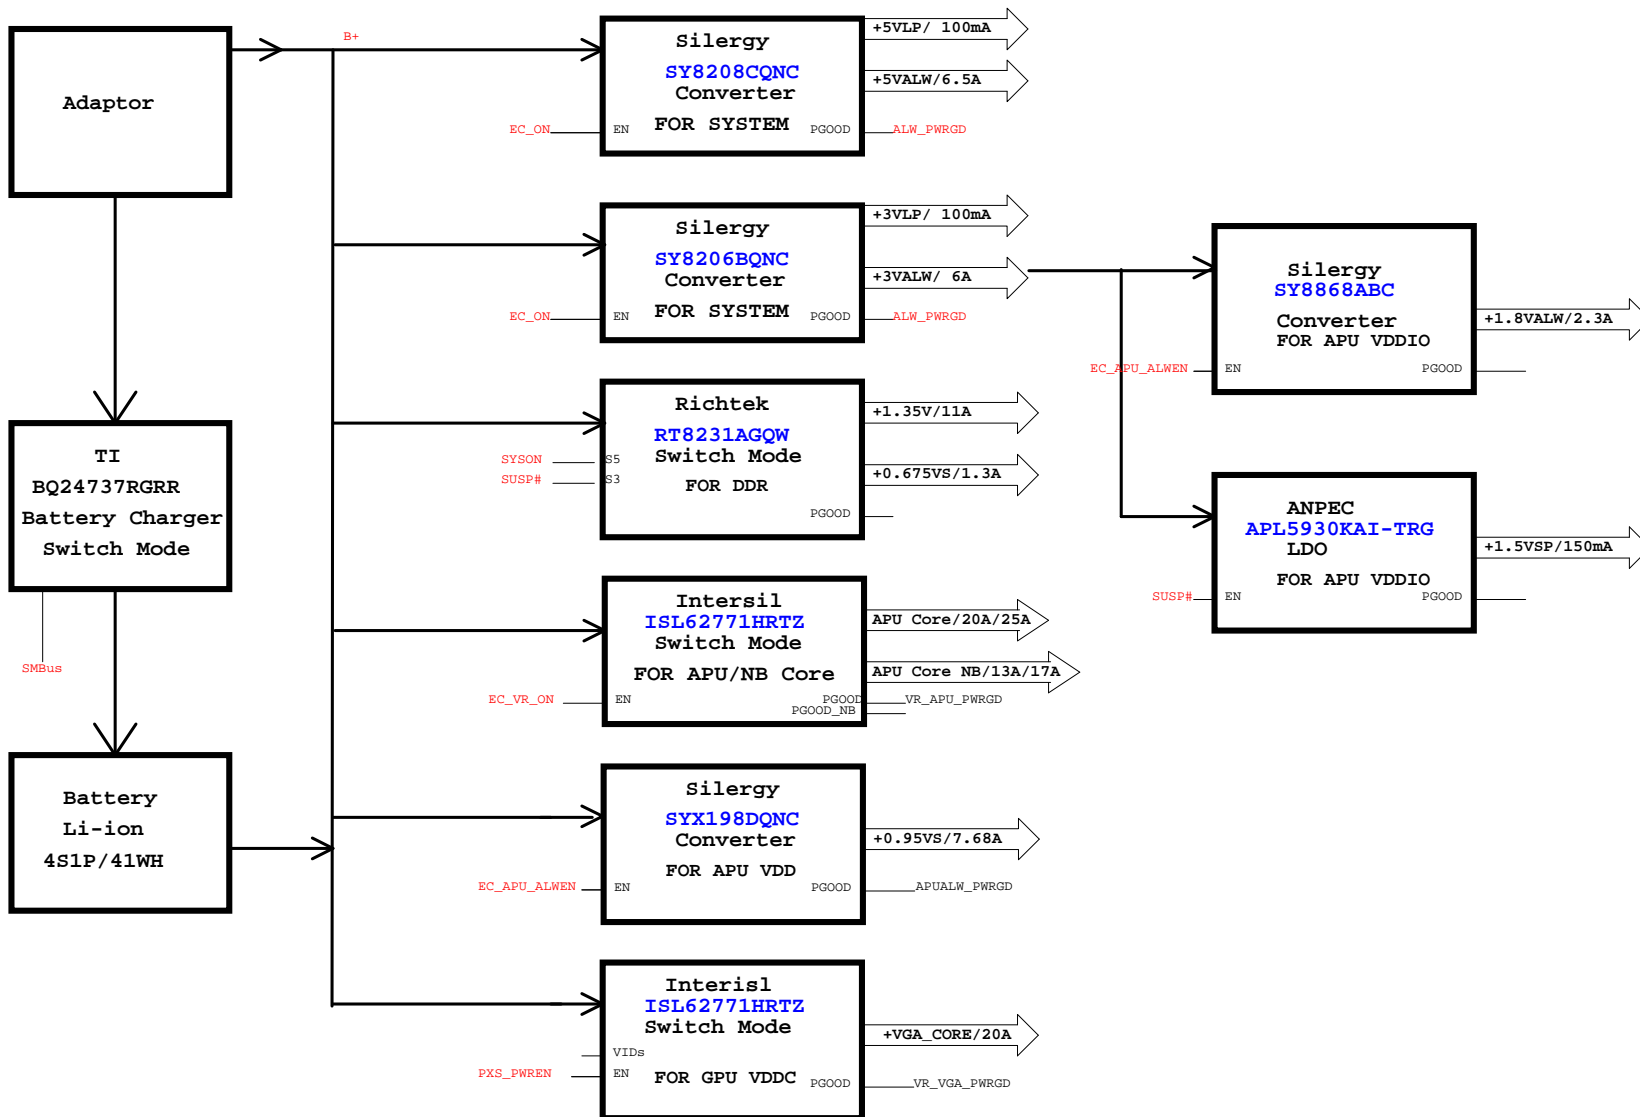 Adaptor
B+
Silergy
SY8208CQNC
Converter
FOR SYSTEM
EC_ON
EN
PGOOD
ALW_PWRGD
+5VLP/ 100mA
+5VALW/6.5A
Silergy
SY8206BQNC
Converter
FOR SYSTEM
EC_ON
EN
PGOOD
ALW_PWRGD
+3VLP/ 100mA
+3VALW/ 6A
Silergy
SY8868ABC
Converter
FOR APU VDDIO
EC_APU_ALWEN
EN
PGOOD
+1.8VALW/2.3A
Richtek
RT8231AGQW
Switch Mode
FOR DDR
SYSON
S5
SUSP#
S3
PGOOD
+1.35V/11A
+0.675VS/1.3A
TI
BQ24737RGRR
Battery Charger
Switch Mode
SMBus
ANPEC
APL5930KAI-TRG
LDO
FOR APU VDDIO
SUSP#
EN
PGOOD
+1.5VSP/150mA
Intersil
ISL62771HRTZ
Switch Mode
FOR APU/NB Core
EC_VR_ON
EN
PGOOD
PGOOD_NB
VR_APU_PWRGD
APU Core/20A/25A
APU Core NB/13A/17A
Battery
Li-ion
4S1P/41WH
Silergy
SYX198DQNC
Converter
FOR APU VDD
EC_APU_ALWEN
EN
PGOOD
APUALW_PWRGD
+0.95VS/7.68A
Interisl
ISL62771HRTZ
Switch Mode
VIDs
PXS_PWREN
EN
FOR GPU VDDC
PGOOD
VR_VGA_PWRGD
+VGA_CORE/20A